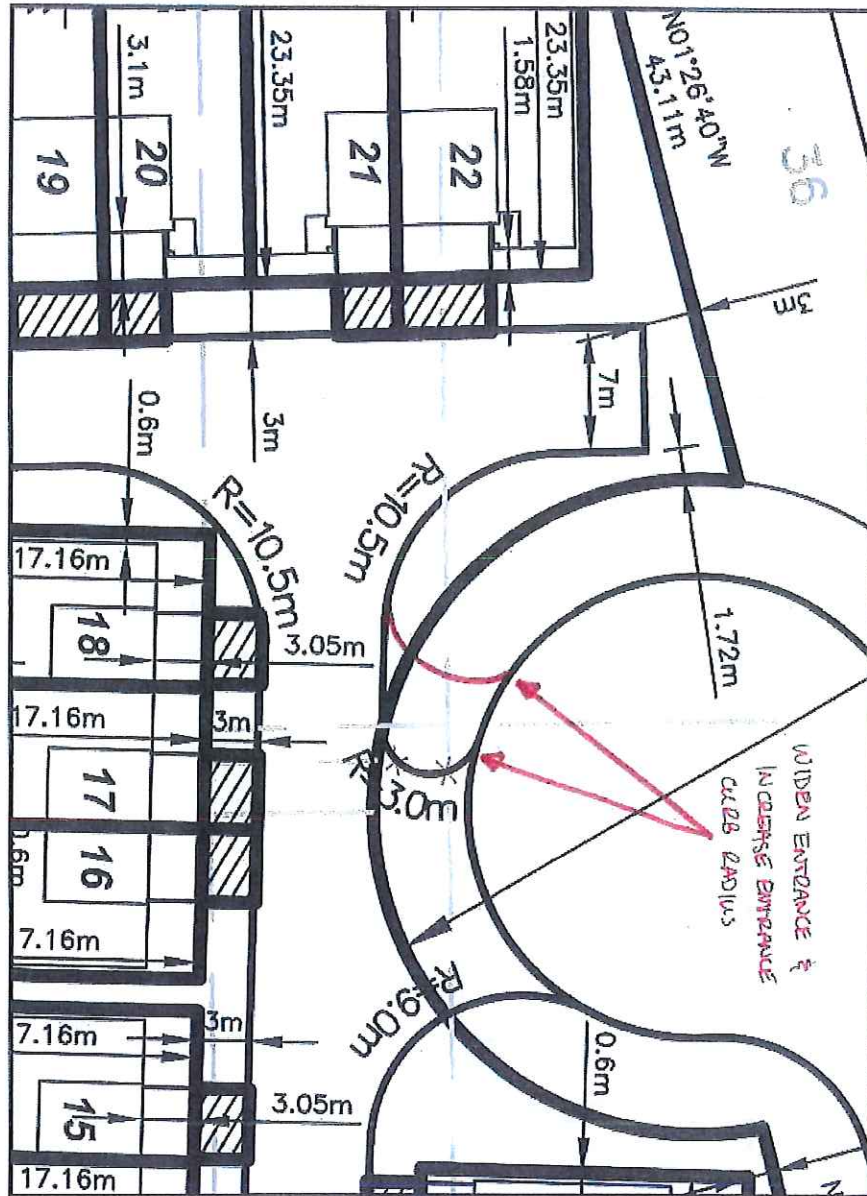 N01°26'40"W
43.11m
36
23.35m
1.58m
23.35m
3.1m
19
20
21
22
3m
7m
3m
0.6m
R=10.5m
R=10.5m
1.72m
17.16m
18
3.05m
17.16m
3m
17
16
0.6m
7.16m
R=3.0m
WIDEN ENTRANCE &
INCREASE ENTRANCE
CURB RADIUS
R=9.0m
0.6m
7.16m
3m
15
3.05m
17.16m